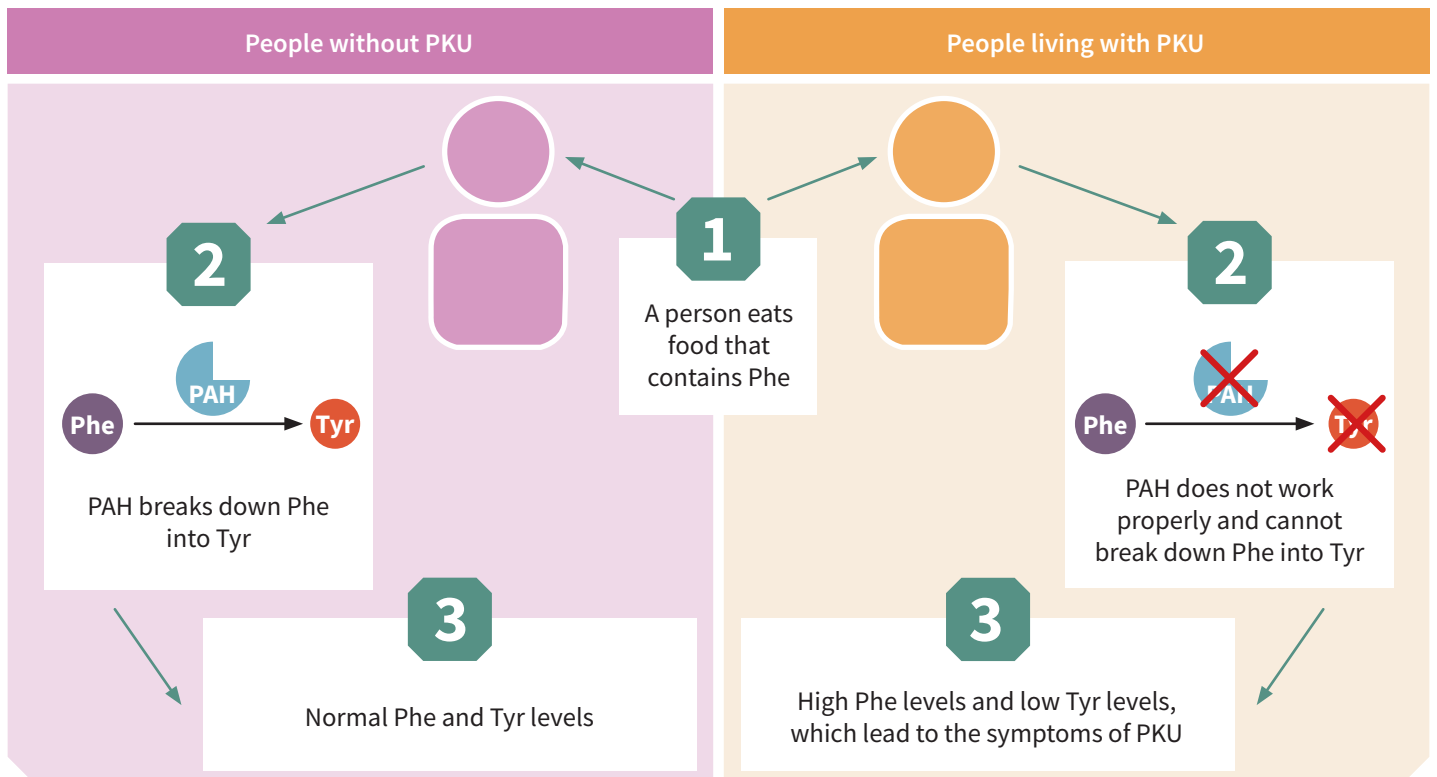 People without PKU
People living with PKU
1
A person eats
food that
contains Phe
2
PAH
Phe
Tyr
PAH breaks down Phe
into Tyr
3
Normal Phe and Tyr levels
2
PAH
Phe
Tyr
PAH does not work
properly and cannot
break down Phe into Tyr
3
High Phe levels and low Tyr levels,
which lead to the symptoms of PKU